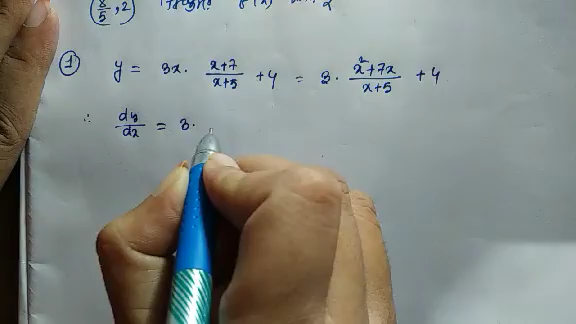 (8/5, 2)
① y = 3x · (x+7)/(x+5) + 4 = 3 · (x²+7x)/(x+5) + 4
∴ dy/dx = 3 ·